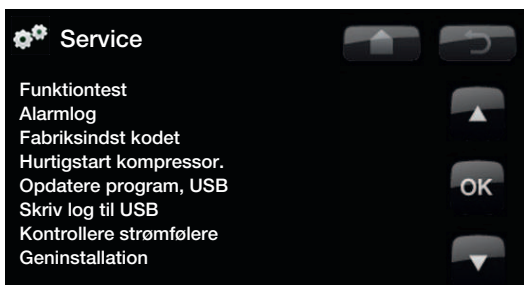 Service
Funktiontest
Alarmlog
Fabriksindst kodet
Hurtigstart kompressor.
Opdatere program, USB
Skriv log til USB
Kontrollere strømfølere
Geninstallation
OK